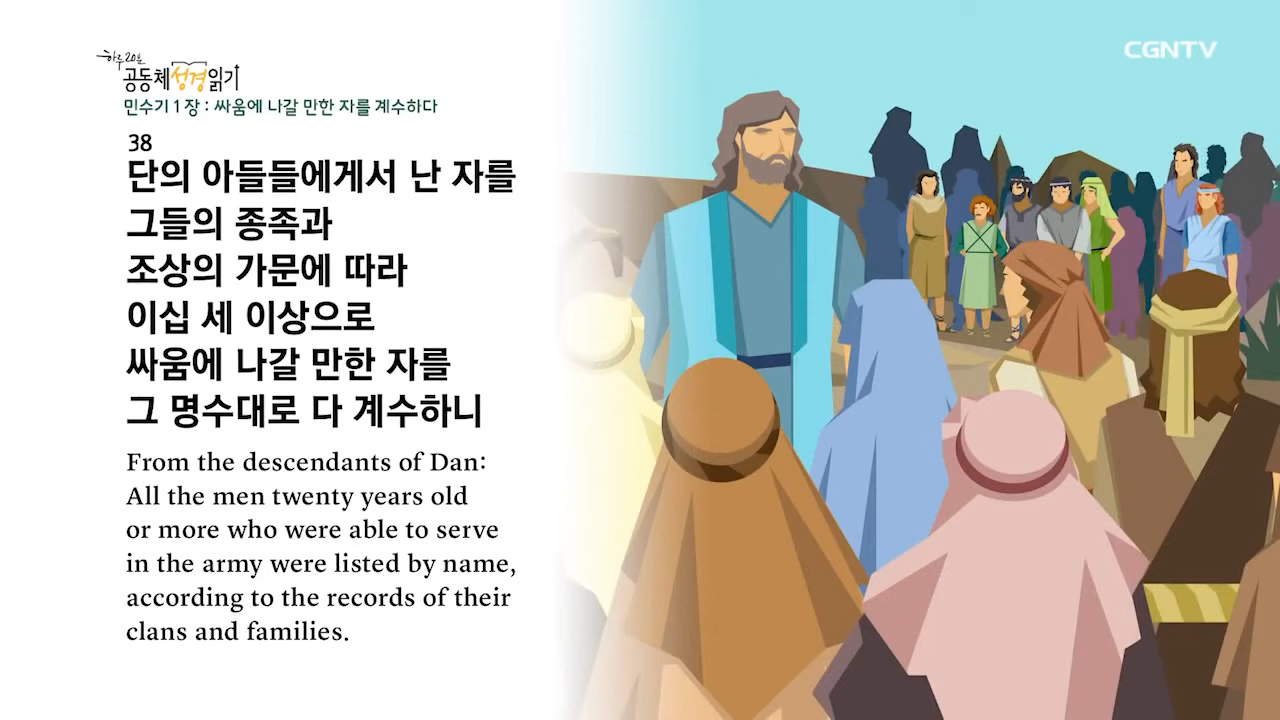 하루 20분
공동체성경읽기
CGNTV
민수기 1장 : 싸움에 나갈 만한 자를 계수하다
38
단의 아들들에게서 난 자를
그들의 종족과
조상의 가문에 따라
이십 세 이상으로
싸움에 나갈 만한 자를
그 명수대로 다 계수하니
From the descendants of Dan:
All the men twenty years old
or more who were able to serve
in the army were listed by name,
according to the records of their
clans and families.